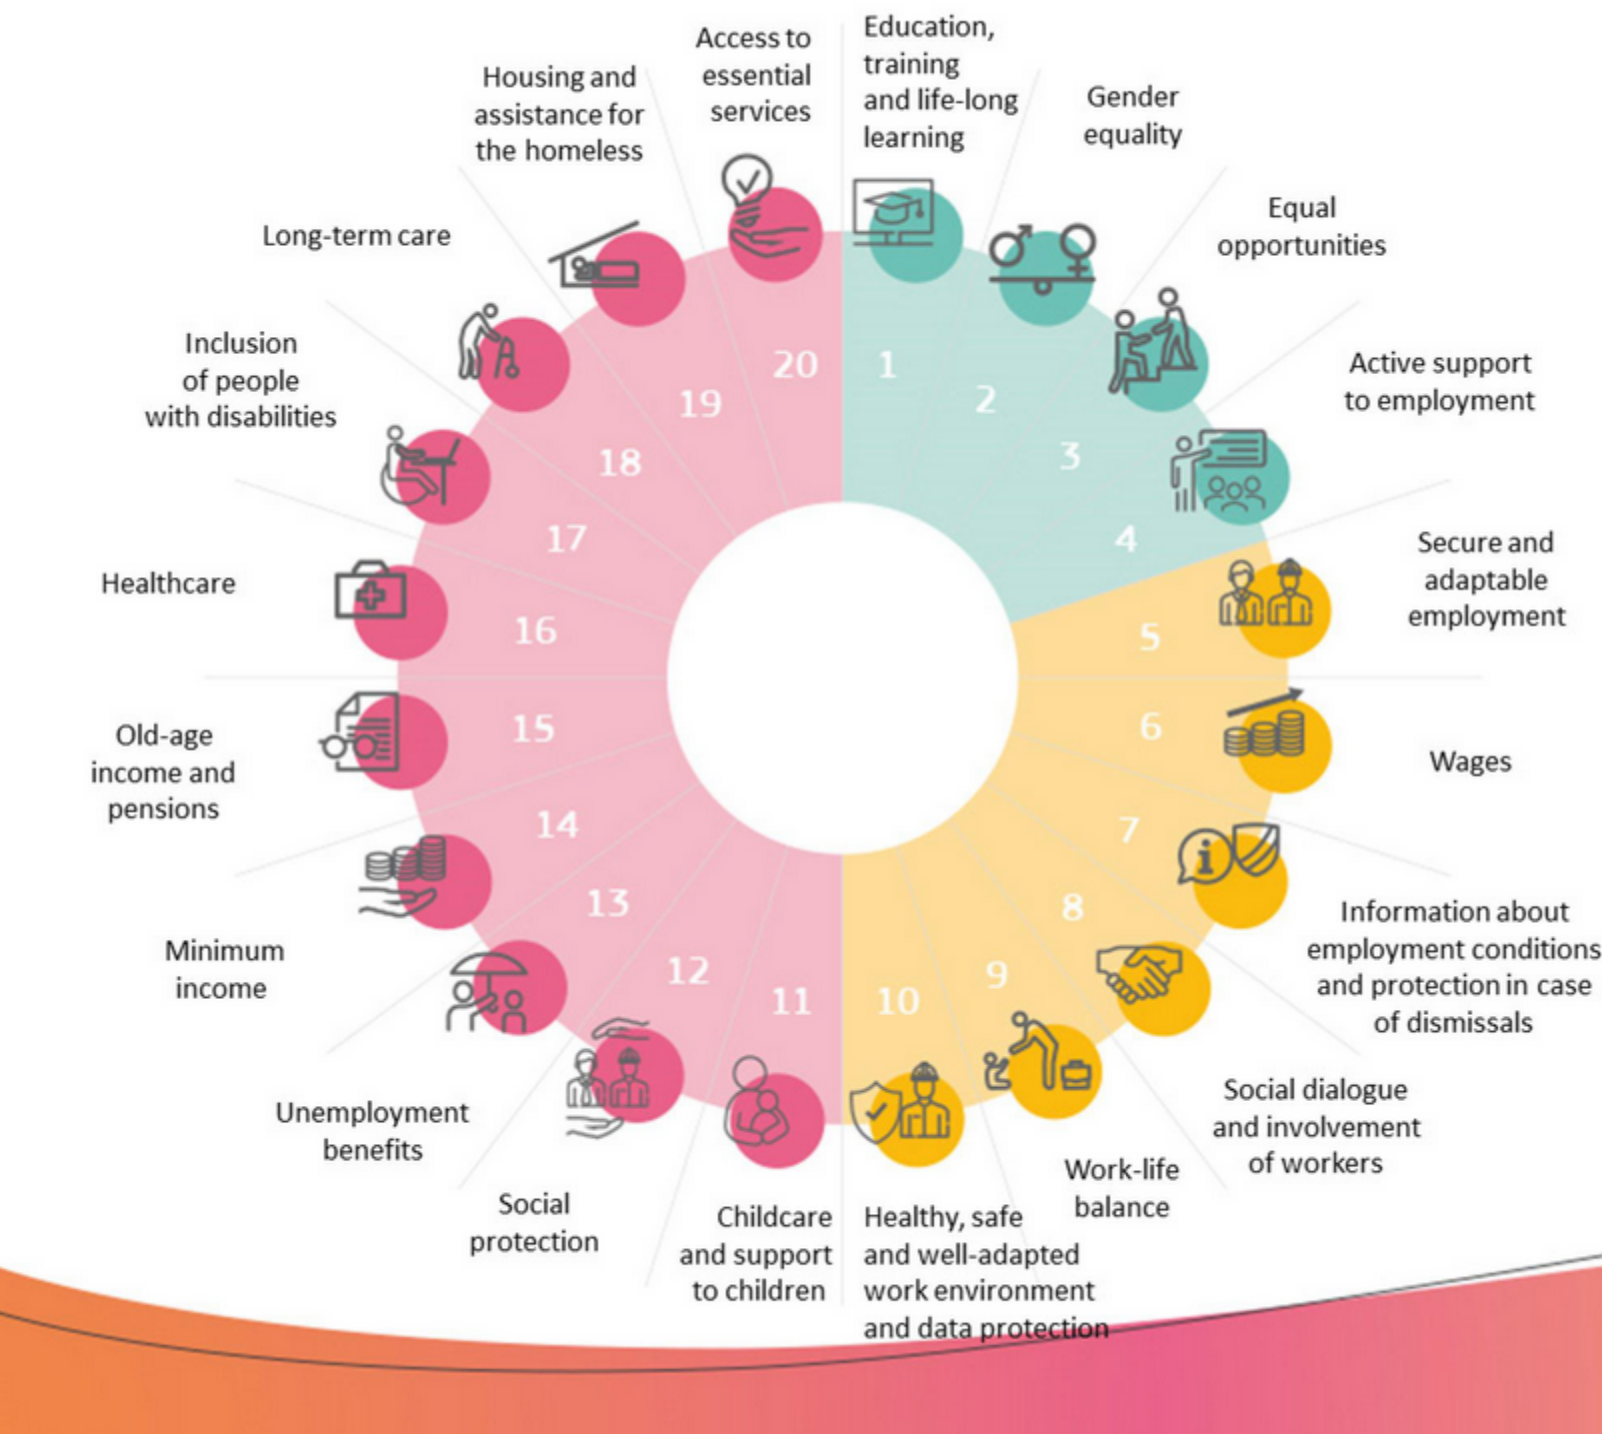 Education,
training
and life-long
learning
Gender
equality
Equal
opportunities
Active support
to employment
Secure and
adaptable
employment
Wages
Information about
employment conditions
and protection in case
of dismissals
Social dialogue
and involvement
of workers
Work-life
balance
Healthy, safe
and well-adapted
work environment
and data protection
Childcare
and support
to children
Social
protection
Unemployment
benefits
Minimum
income
Old-age
income and
pensions
Healthcare
Inclusion
of people
with disabilities
Long-term care
Housing and
assistance for
the homeless
Access to
essential
services
1
2
3
4
5
6
7
8
9
10
11
12
13
14
15
16
17
18
19
20
i